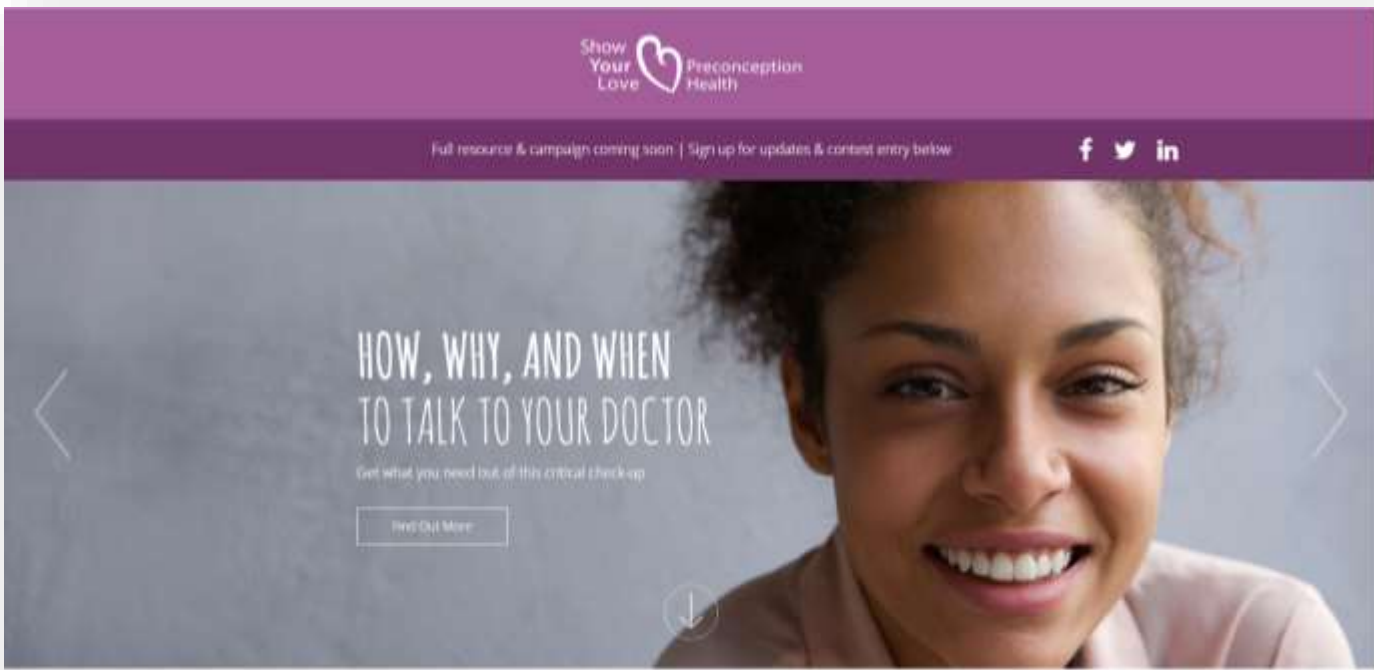 Show
Your
Love
Preconception
Health
Full resource & campaign coming soon | Sign up for updates & contest entry below
f in
HOW, WHY, AND WHEN
TO TALK TO YOUR DOCTOR
Get what you need out of this critical check-up
Find Out More